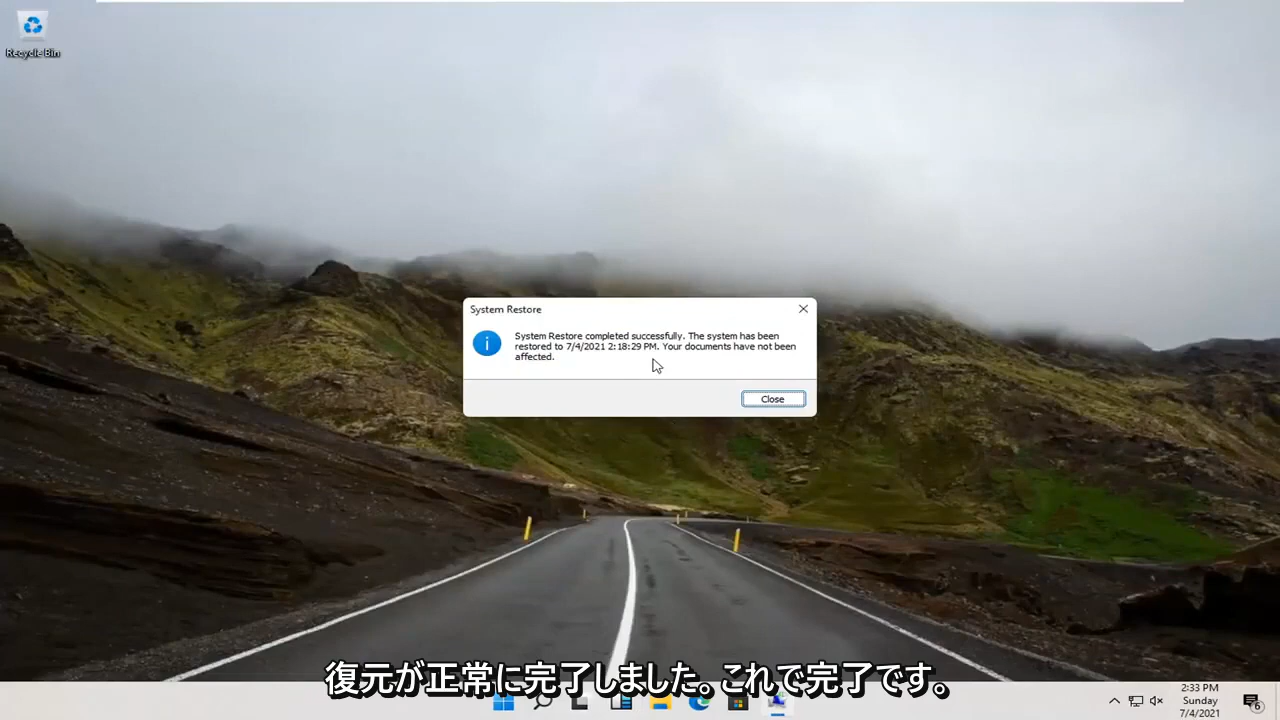 Recycle Bin
System Restore
System Restore completed successfully. The system has been
restored to 7/4/2021 2:18:29 PM. Your documents have not been
affected.
Close
復元が正常に完了しました。これで完了です。
2:33 PM
Sunday
7/4/2021
6